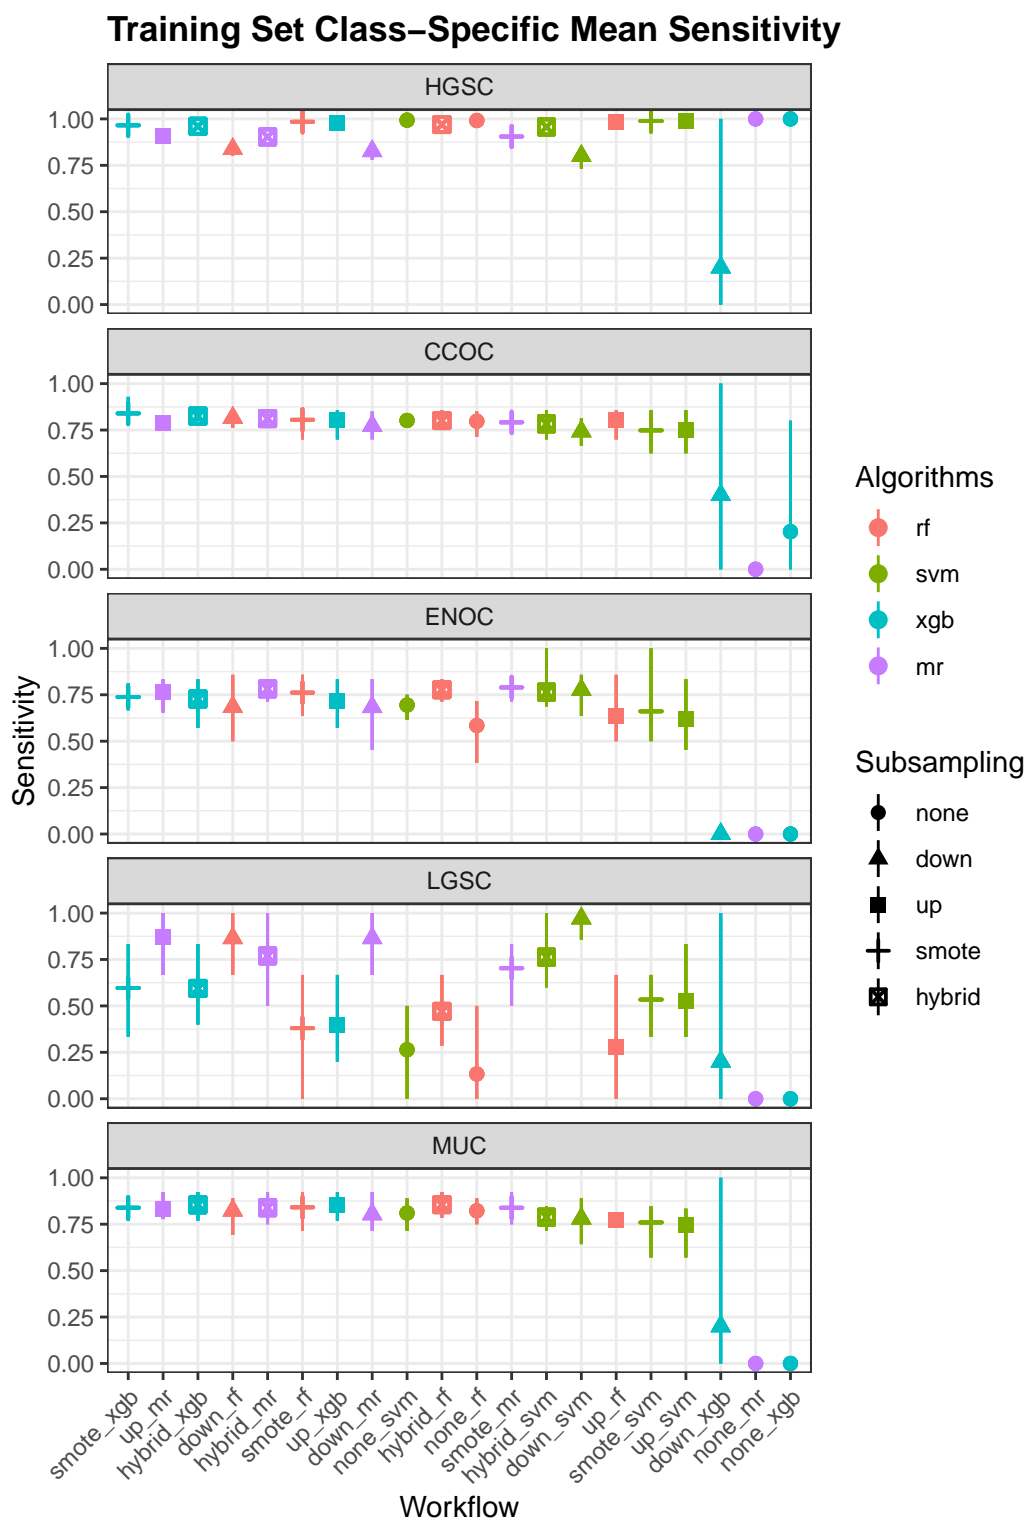 Training Set Class−Specific Mean Sensitivity
HGSC
1.00
0.75
0.50
0.25
0.00
CCOC
1.00
0.75
0.50
0.25
0.00
ENOC
1.00
0.75
0.50
0.25
0.00
LGSC
1.00
0.75
0.50
0.25
0.00
MUC
1.00
0.75
0.50
0.25
0.00
Sensitivity
smote_xgb
up_mr
hybrid_xgb
down_rf
hybrid_mr
smote_rf
up_xgb
down_mr
none_svm
hybrid_rf
none_rf
smote_mr
hybrid_svm
down_svm
up_rf
smote_svm
up_svm
down_xgb
none_mr
none_xgb
Workflow
Algorithms
rf
svm
xgb
mr
Subsampling
none
down
up
smote
hybrid